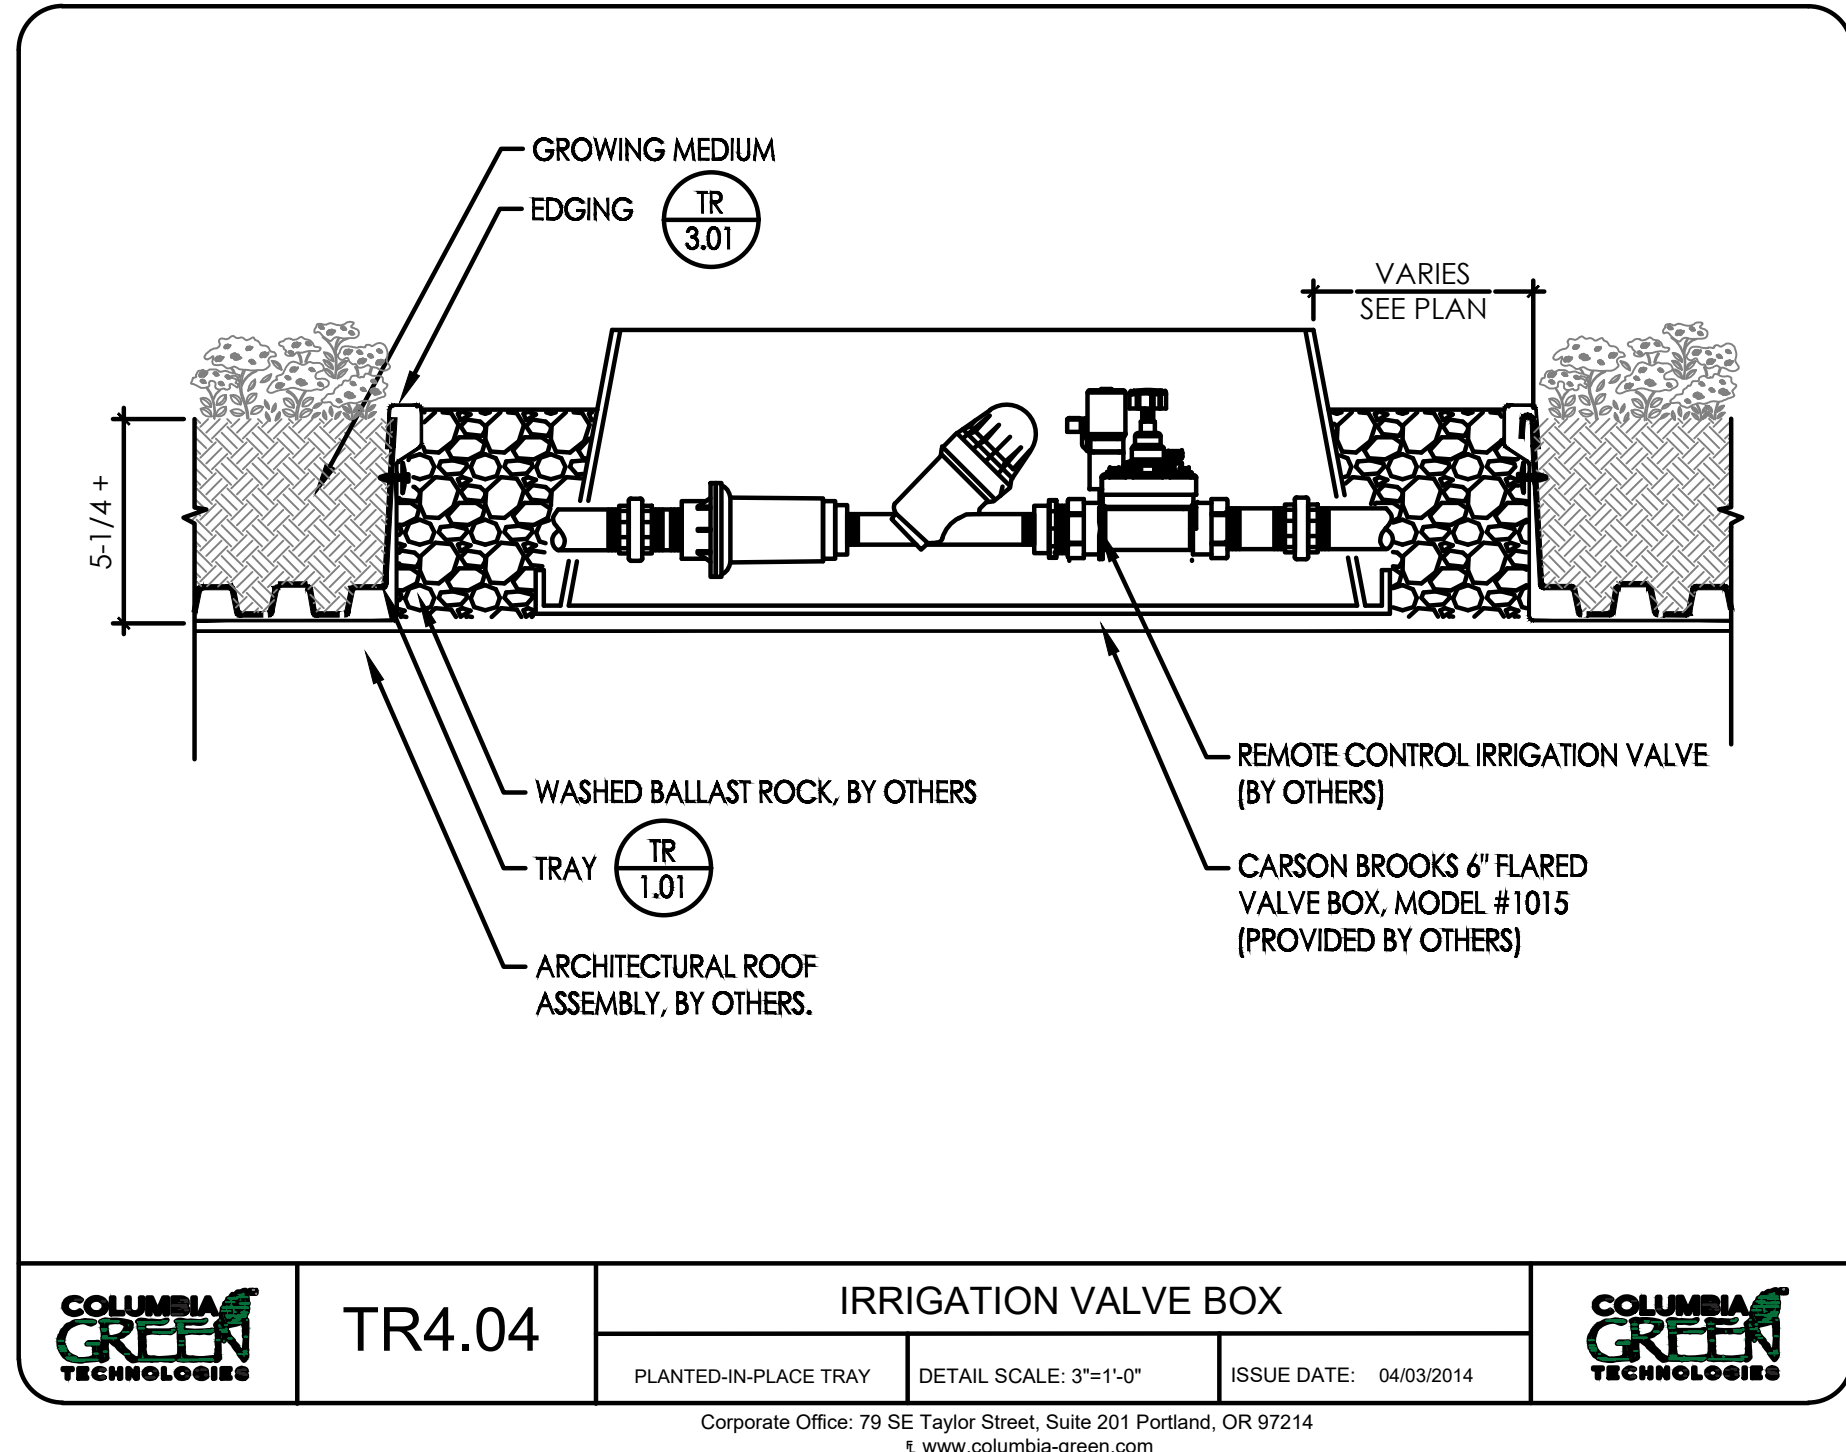 GROWING MEDIUM
EDGING
TR
3.01
VARIES
SEE PLAN
5-1/4 +
WASHED BALLAST ROCK, BY OTHERS
TRAY
TR
1.01
ARCHITECTURAL ROOF
ASSEMBLY, BY OTHERS.
REMOTE CONTROL IRRIGATION VALVE
(BY OTHERS)
CARSON BROOKS 6" FLARED
VALVE BOX, MODEL #1015
(PROVIDED BY OTHERS)
COLUMBIA
GREEN
TECHNOLOGIES
TR4.04
IRRIGATION VALVE BOX
PLANTED-IN-PLACE TRAY
DETAIL SCALE: 3"=1'-0"
ISSUE DATE: 04/03/2014
COLUMBIA
GREEN
TECHNOLOGIES
Corporate Office: 79 SE Taylor Street, Suite 201 Portland, OR 97214
www.columbia-green.com